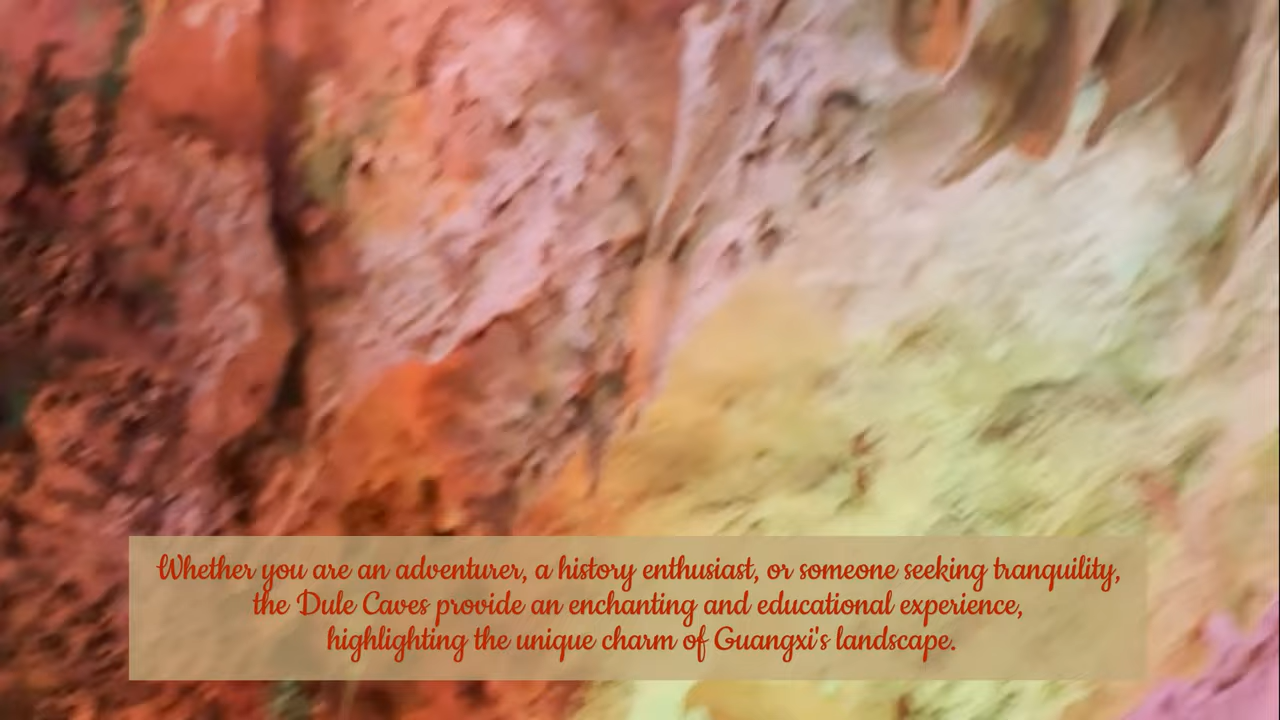 Whether you are an adventurer, a history enthusiast, or someone seeking tranquility,
the Dule Caves provide an enchanting and educational experience,
highlighting the unique charm of Guangxi's landscape.